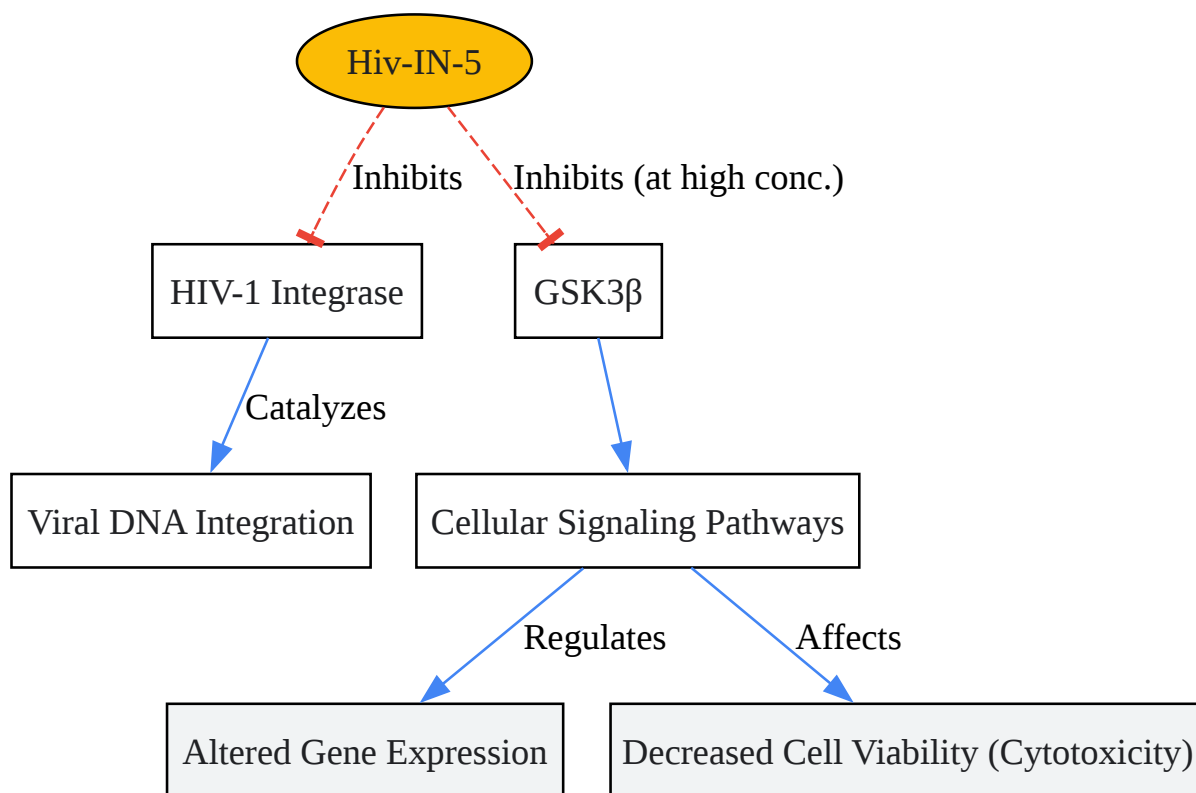 Hiv-IN-5
Inhibits
Inhibits (at high conc.)
HIV-1 Integrase
GSK3β
Catalyzes
Viral DNA Integration
Cellular Signaling Pathways
Regulates
Affects
Altered Gene Expression
Decreased Cell Viability (Cytotoxicity)